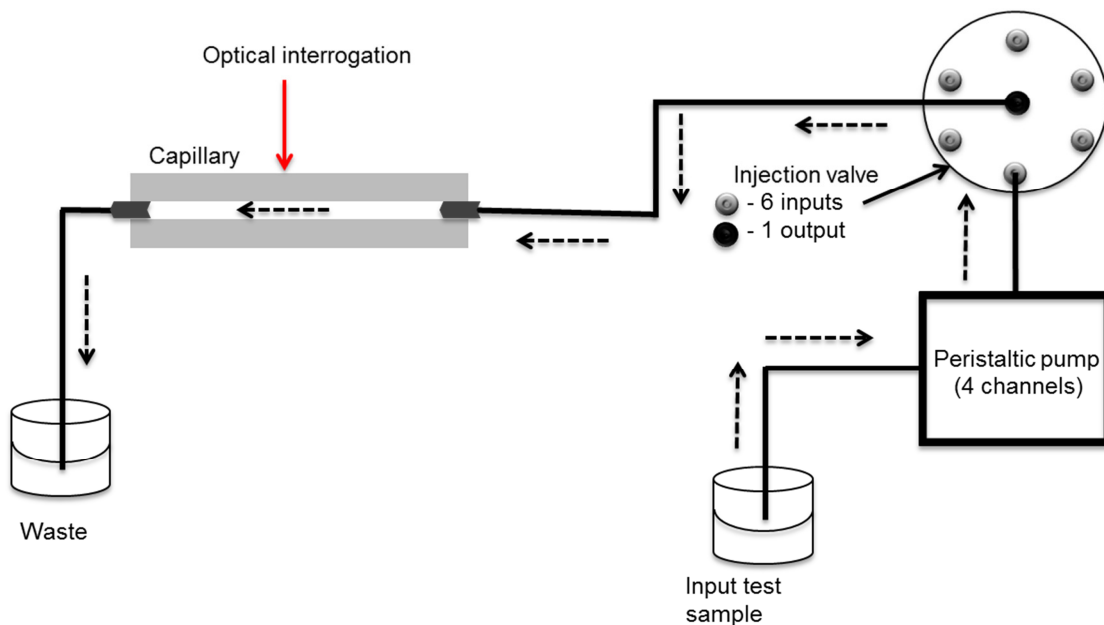 Optical interrogation
Capillary
Injection valve
- 6 inputs
- 1 output
Peristaltic pump
(4 channels)
Waste
Input test
sample